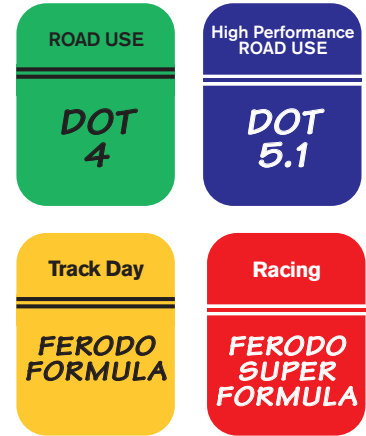 ROAD USE
DOT
4
High Performance
ROAD USE
DOT
5.1
Track Day
FERODO
FORMULA
Racing
FERODO
SUPER
FORMULA